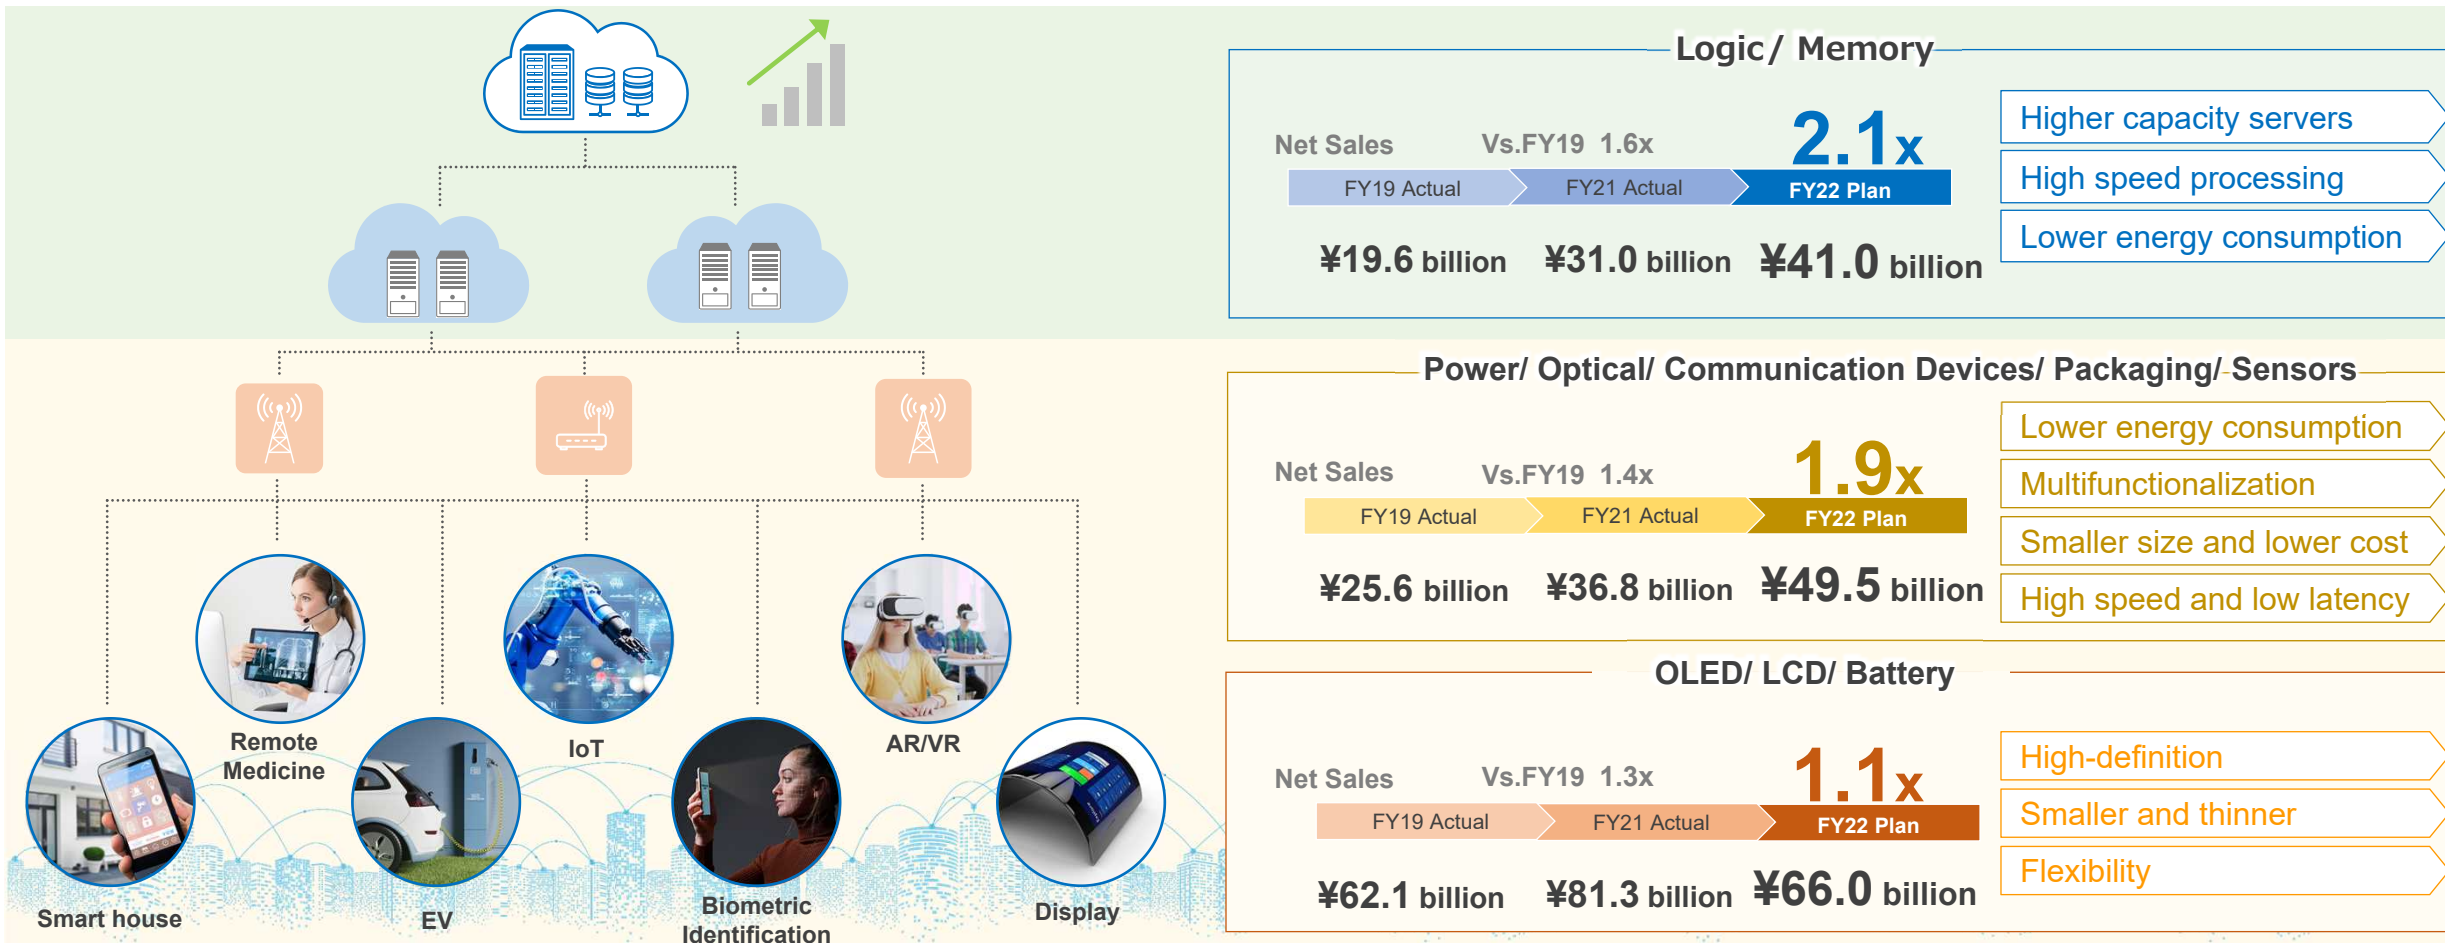 Logic/ Memory
Net Sales
Vs.FY19 1.6x
2.1x
FY19 Actual
FY21 Actual
FY22 Plan
¥19.6 billion
¥31.0 billion
¥41.0 billion
Higher capacity servers
High speed processing
Lower energy consumption
Power/ Optical/ Communication Devices/ Packaging/ Sensors
Net Sales
Vs.FY19 1.4x
1.9x
FY19 Actual
FY21 Actual
FY22 Plan
¥25.6 billion
¥36.8 billion
¥49.5 billion
Lower energy consumption
Multifunctionalization
Smaller size and lower cost
High speed and low latency
OLED/ LCD/ Battery
Net Sales
Vs.FY19 1.3x
1.1x
FY19 Actual
FY21 Actual
FY22 Plan
¥62.1 billion
¥81.3 billion
¥66.0 billion
High-definition
Smaller and thinner
Flexibility
Remote
Medicine
IoT
AR/VR
Smart house
EV
Biometric
Identification
Display